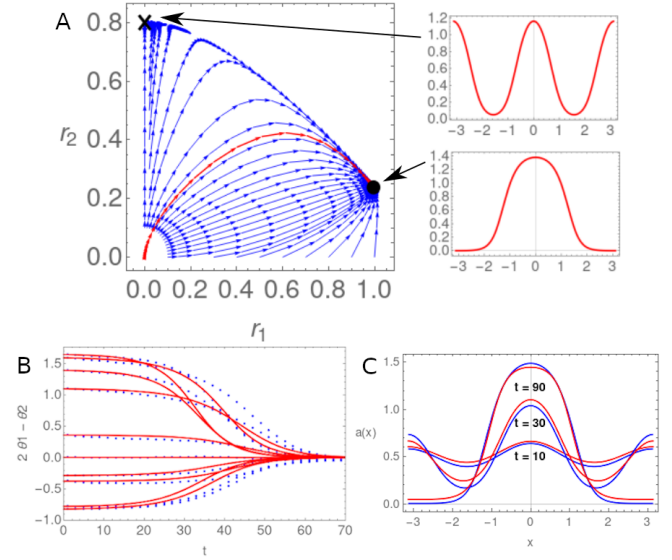 A
0.8
0.6
0.4
0.2
0.0
r2
0.0 0.2 0.4 0.6 0.8 1.0
r1
1.2
1.0
0.8
0.6
0.4
0.2
0.0
−3 −2 −1 0 1 2 3
1.4
1.2
1.0
0.8
0.6
0.4
0.2
0.0
−3 −2 −1 0 1 2 3
B
1.5
1.0
0.5
0.0
−0.5
−1.0
2 θ1 − θ2
0 10 20 30 40 50 60 70
t
C
1.5
1.0
0.5
0.0
a(x)
t = 90
t = 30
t = 10
−3 −2 −1 0 1 2 3
x